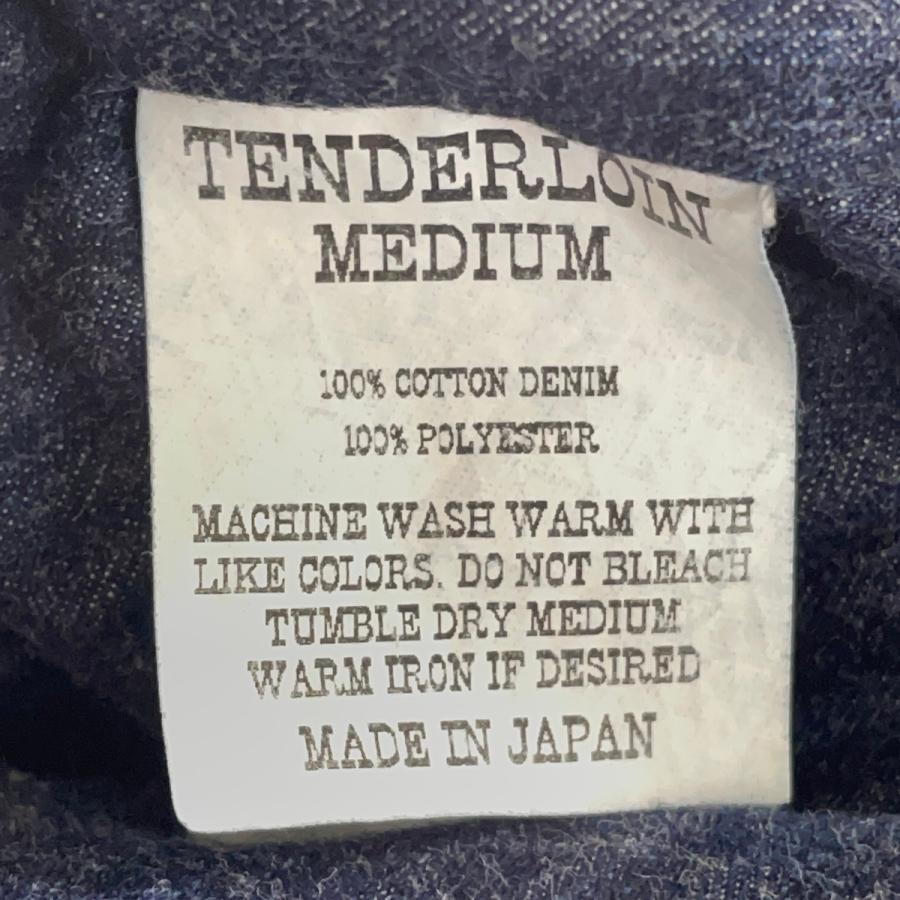 TENDERLOIN
MEDIUM
100% COTTON DENIM
100% POLYESTER
MACHINE WASH WARM WITH
LIKE COLORS. DO NOT BLEACH
TUMBLE DRY MEDIUM
WARM IRON IF DESIRED
MADE IN JAPAN